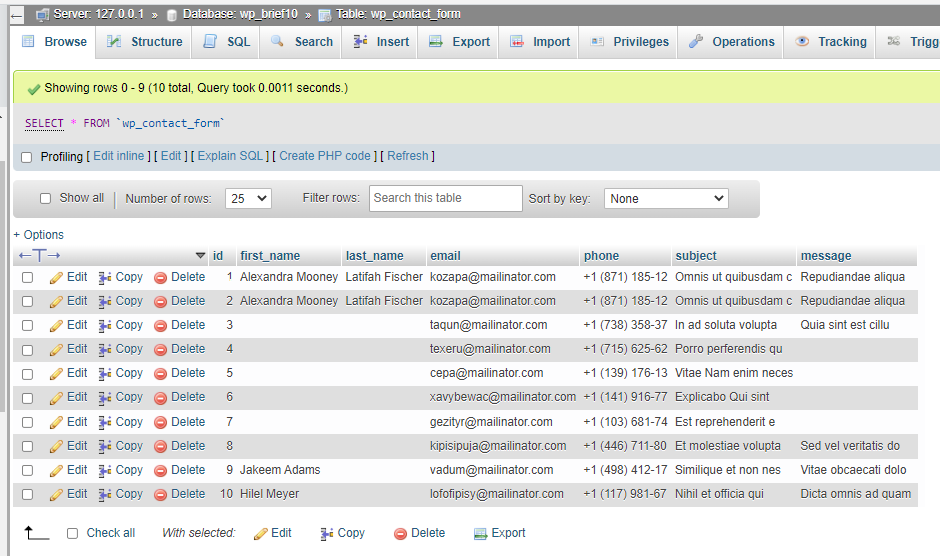 Server: 127.0.0.1 » Database: wp_brief10 » Table: wp_contact_form
Browse Structure SQL Search Insert Export Import Privileges Operations Tracking Trigg
Showing rows 0 - 9 (10 total, Query took 0.0011 seconds.)
SELECT * FROM `wp_contact_form`
Profiling [ Edit inline ] [ Edit ] [ Explain SQL ] [ Create PHP code ] [ Refresh ]
Show all Number of rows: 25 Filter rows: Search this table Sort by key: None
+ Options
←T→ id first_name last_name email phone subject message
Edit Copy Delete 1 Alexandra Mooney Latifah Fischer kozapa@mailinator.com +1 (871) 185-12 Omnis ut quibusdam c Repudiandae aliqua
Edit Copy Delete 2 Alexandra Mooney Latifah Fischer kozapa@mailinator.com +1 (871) 185-12 Omnis ut quibusdam c Repudiandae aliqua
Edit Copy Delete 3 taqun@mailinator.com +1 (738) 358-37 In ad soluta volupta Quia sint est cillu
Edit Copy Delete 4 texeru@mailinator.com +1 (715) 625-62 Porro perferendis qu
Edit Copy Delete 5 cepa@mailinator.com +1 (139) 176-13 Vitae Nam enim neces
Edit Copy Delete 6 xavybewac@mailinator.com +1 (141) 916-77 Explicabo Qui sint
Edit Copy Delete 7 gezityr@mailinator.com +1 (103) 681-74 Est reprehenderit e
Edit Copy Delete 8 kipisipuja@mailinator.com +1 (446) 711-80 Et molestiae volupta Sed vel veritatis do
Edit Copy Delete 9 Jakeem Adams vadum@mailinator.com +1 (498) 412-17 Similique et non nes Vitae obcaecati dolo
Edit Copy Delete 10 Hilel Meyer lofofipisy@mailinator.com +1 (117) 981-67 Nihil et officia qui Dicta omnis ad quam
Check all With selected: Edit Copy Delete Export